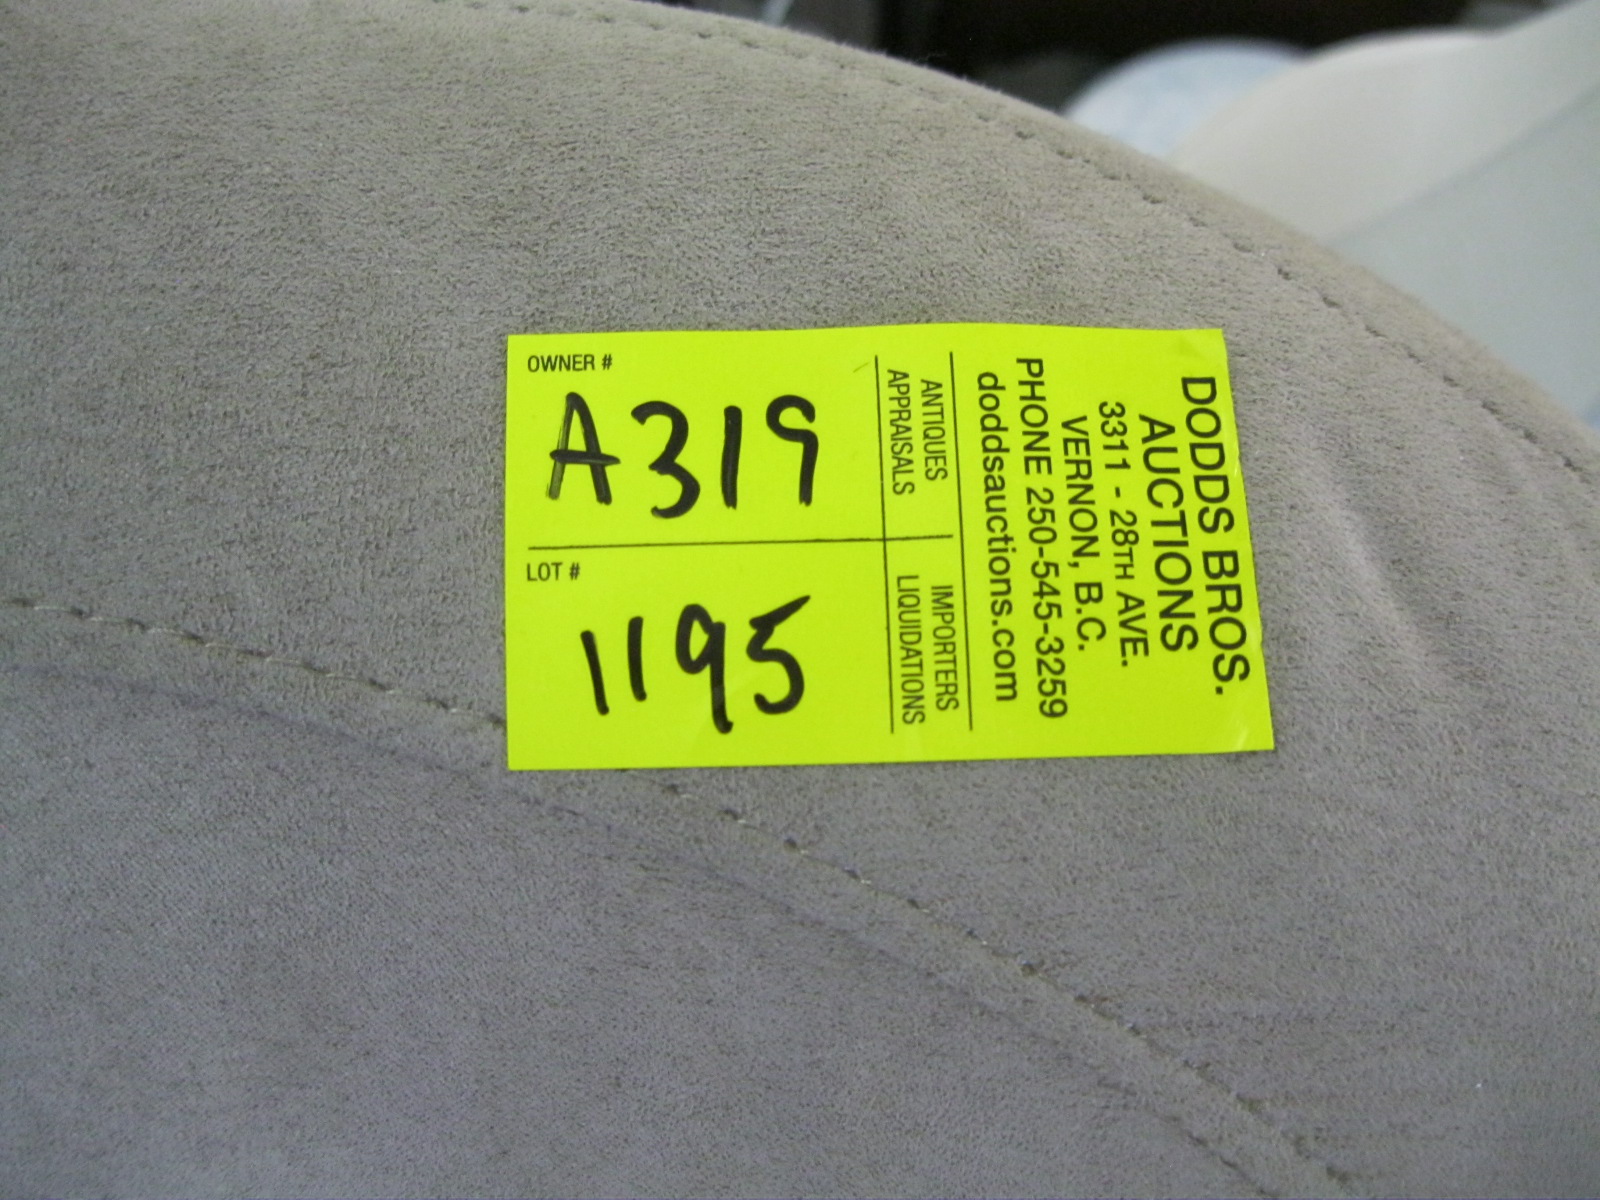 OWNER #
A319
LOT #
1195
ANTIQUES
APPRAISALS
IMPORTERS
LIQUIDATIONS
DODDS BROS.
AUCTIONS
3311 - 28TH AVE.
VERNON, B.C.
PHONE 250-545-3259
doddsauctions.com